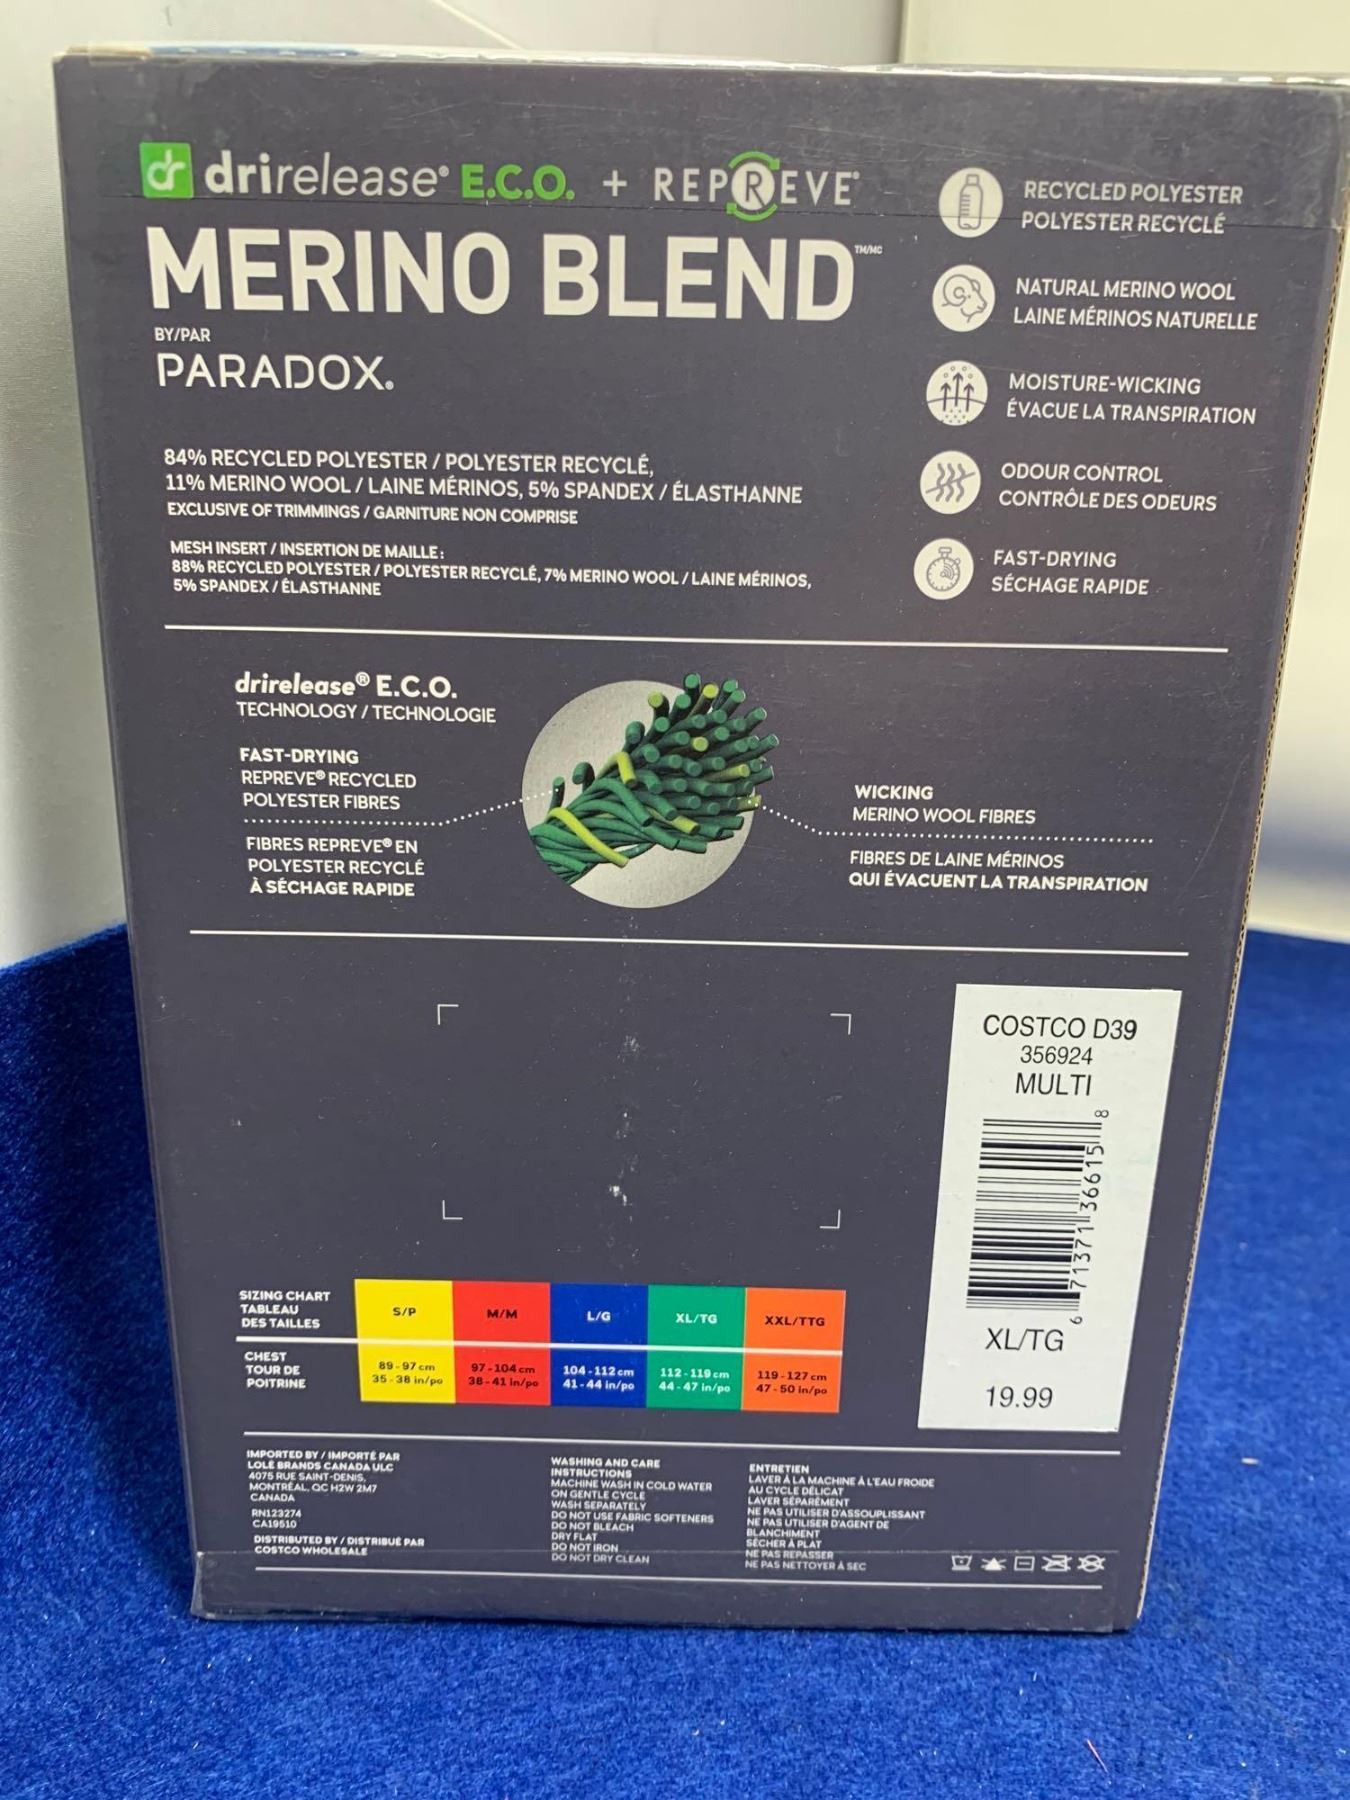 dr drirelease® E.C.O. + REPREVE®
MERINO BLEND™/MC
BY/PAR
PARADOX®
RECYCLED POLYESTER
POLYESTER RECYCLÉ
NATURAL MERINO WOOL
LAINE MÉRINOS NATURELLE
MOISTURE-WICKING
ÉVACUE LA TRANSPIRATION
ODOUR CONTROL
CONTRÔLE DES ODEURS
FAST-DRYING
SÉCHAGE RAPIDE
84% RECYCLED POLYESTER / POLYESTER RECYCLÉ,
11% MERINO WOOL / LAINE MÉRINOS, 5% SPANDEX / ÉLASTHANNE
EXCLUSIVE OF TRIMMINGS / GARNITURE NON COMPRISE
MESH INSERT / INSERTION DE MAILLE :
88% RECYCLED POLYESTER / POLYESTER RECYCLÉ, 7% MERINO WOOL / LAINE MÉRINOS,
5% SPANDEX / ÉLASTHANNE
drirelease® E.C.O.
TECHNOLOGY / TECHNOLOGIE
FAST-DRYING
REPREVE® RECYCLED
POLYESTER FIBRES
FIBRES REPREVE® EN
POLYESTER RECYCLÉ
À SÉCHAGE RAPIDE
WICKING
MERINO WOOL FIBRES
FIBRES DE LAINE MÉRINOS
QUI ÉVACUENT LA TRANSPIRATION
COSTCO D39
356924
MULTI
6 71371 36615 8
XL/TG
19.99
SIZING CHART
TABLEAU
DES TAILLES
S/P M/M L/G XL/TG XXL/TTG
CHEST
TOUR DE
POITRINE
89 - 97 cm 97 - 104 cm 104 - 112 cm 112 - 119 cm 119 - 127 cm
35 - 38 in/po 38 - 41 in/po 41 - 44 in/po 44 - 47 in/po 47 - 50 in/po
IMPORTED BY / IMPORTÉ PAR
LOLË BRANDS CANADA ULC
4075 RUE SAINT-DENIS,
MONTRÉAL, QC H2W 2M7
CANADA
RN123274
CA19510
DISTRIBUTED BY / DISTRIBUÉ PAR
COSTCO WHOLESALE
WASHING AND CARE
INSTRUCTIONS
MACHINE WASH IN COLD WATER
ON GENTLE CYCLE
WASH SEPARATELY
DO NOT USE FABRIC SOFTENERS
DO NOT BLEACH
DRY FLAT
DO NOT IRON
DO NOT DRY CLEAN
ENTRETIEN
LAVER À LA MACHINE À L'EAU FROIDE
AU CYCLE DÉLICAT
LAVER SÉPARÉMENT
NE PAS UTILISER D'ASSOUPLISSANT
NE PAS UTILISER D'AGENT DE
BLANCHIMENT
SÉCHER À PLAT
NE PAS REPASSER
NE PAS NETTOYER À SEC